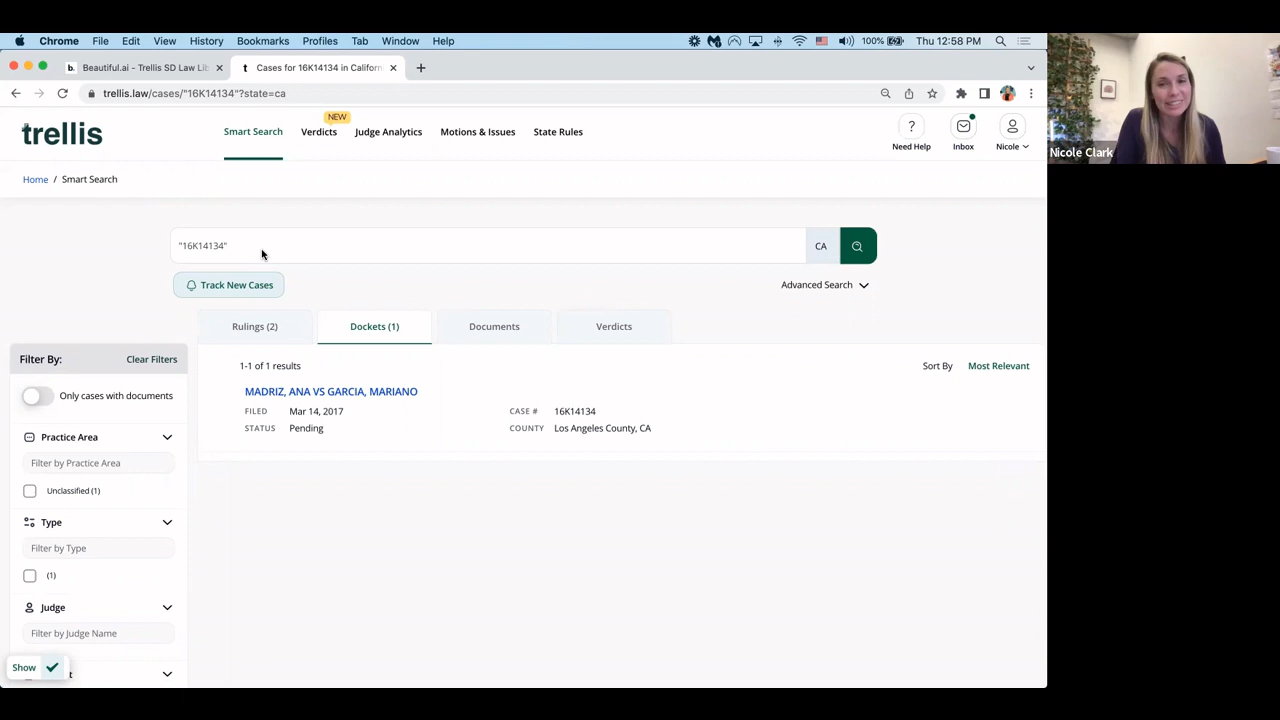 Chrome File Edit View History Bookmarks Profiles Tab Window Help 100% Thu 12:58 PM
b. Beautiful.ai - Trellis SD Law Lib t Cases for 16K14134 in Californ
trellis.law/cases/"16K14134"?state=ca
NEW
trellis Smart Search Verdicts Judge Analytics Motions & Issues State Rules ? Need Help Inbox Nicole
Nicole Clark
Home / Smart Search
"16K14134" CA
Track New Cases Advanced Search
Rulings (2) Dockets (1) Documents Verdicts
Filter By: Clear Filters 1-1 of 1 results Sort By Most Relevant
MADRIZ, ANA VS GARCIA, MARIANO
Only cases with documents FILED Mar 14, 2017 CASE # 16K14134
STATUS Pending COUNTY Los Angeles County, CA
Practice Area
Filter by Practice Area
Unclassified (1)
Type
Filter by Type
(1)
Judge
Filter by Judge Name
Show